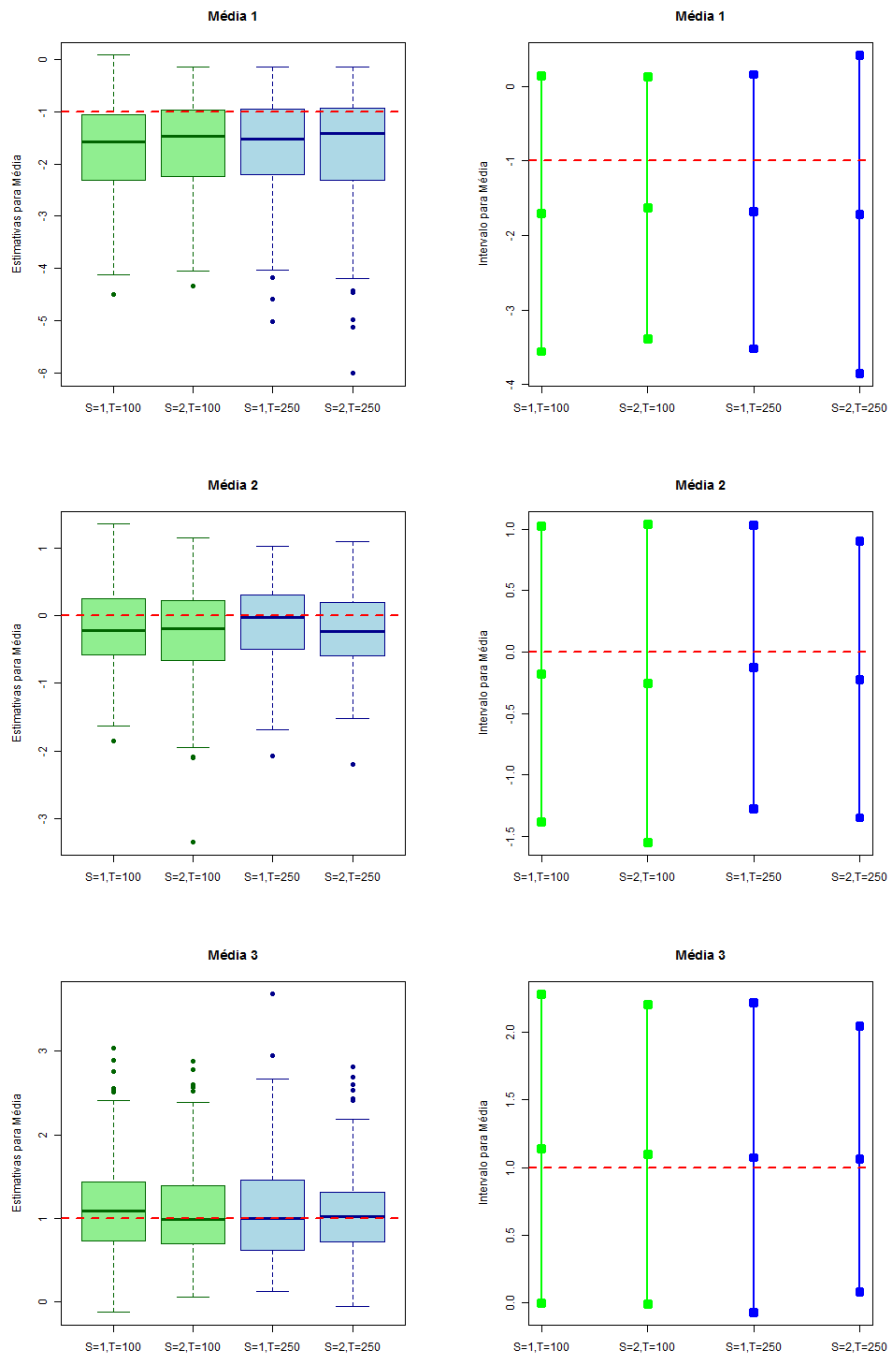 Média 1
Estimativas para Média
0
-1
-2
-3
-4
-5
-6
S=1,T=100
S=2,T=100
S=1,T=250
S=2,T=250
Média 1
Intervalo para Média
0
-1
-2
-3
-4
S=1,T=100
S=2,T=100
S=1,T=250
S=2,T=250
Média 2
Estimativas para Média
1
0
-1
-2
-3
S=1,T=100
S=2,T=100
S=1,T=250
S=2,T=250
Média 2
Intervalo para Média
1.0
0.5
0.0
-0.5
-1.0
-1.5
S=1,T=100
S=2,T=100
S=1,T=250
S=2,T=250
Média 3
Estimativas para Média
3
2
1
0
S=1,T=100
S=2,T=100
S=1,T=250
S=2,T=250
Média 3
Intervalo para Média
2.0
1.5
1.0
0.5
0.0
S=1,T=100
S=2,T=100
S=1,T=250
S=2,T=250